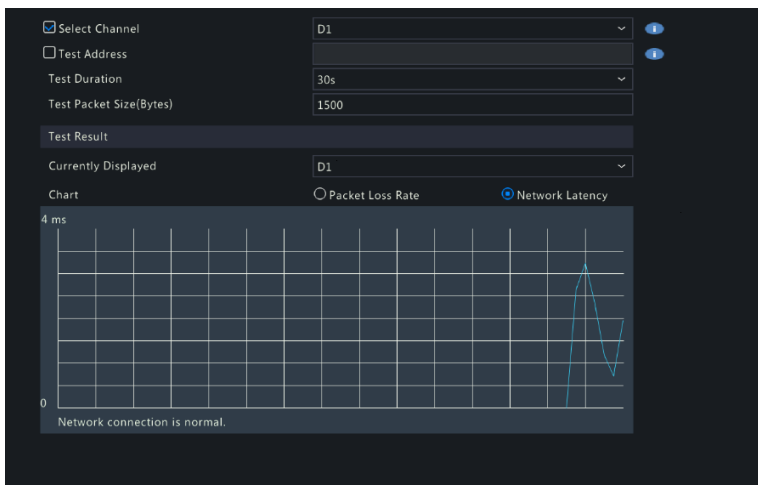 Select Channel D1
Test Address
Test Duration 30s
Test Packet Size(Bytes) 1500
Test Result
Currently Displayed D1
Chart Packet Loss Rate Network Latency
4 ms
0
Network connection is normal.